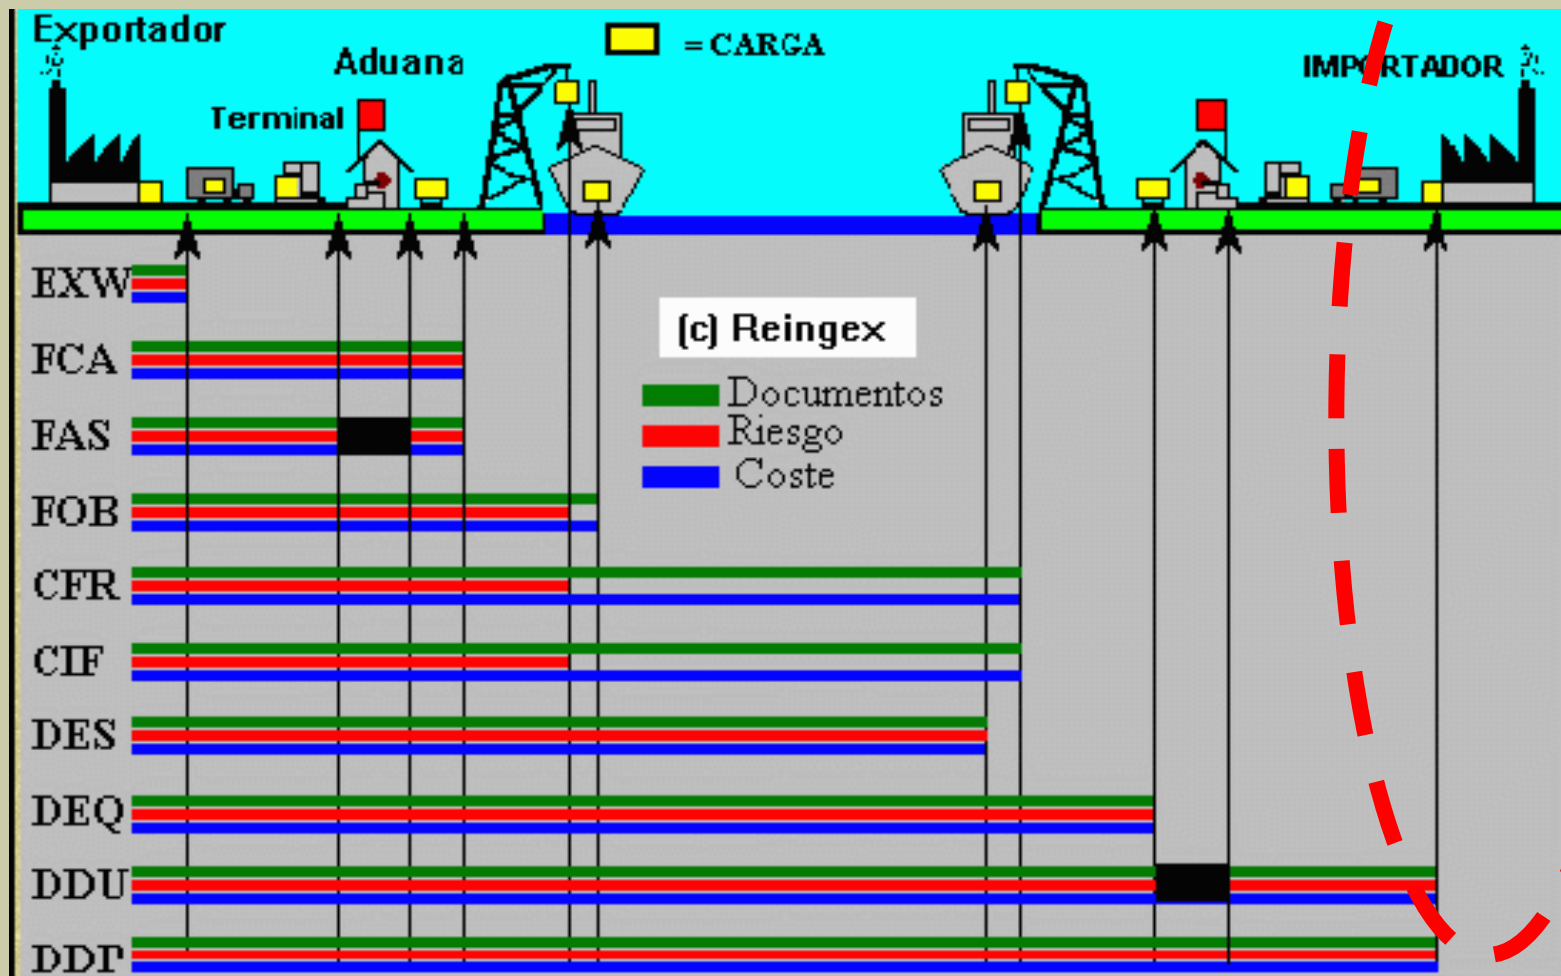 Exportador
= CARGA
Aduana
IMPORTADOR
Terminal
EXW
(c) Reingex
FCA
Documentos
FAS
Riesgo
Coste
FOB
CFR
CIF
DES
DEQ
DDU
DDP